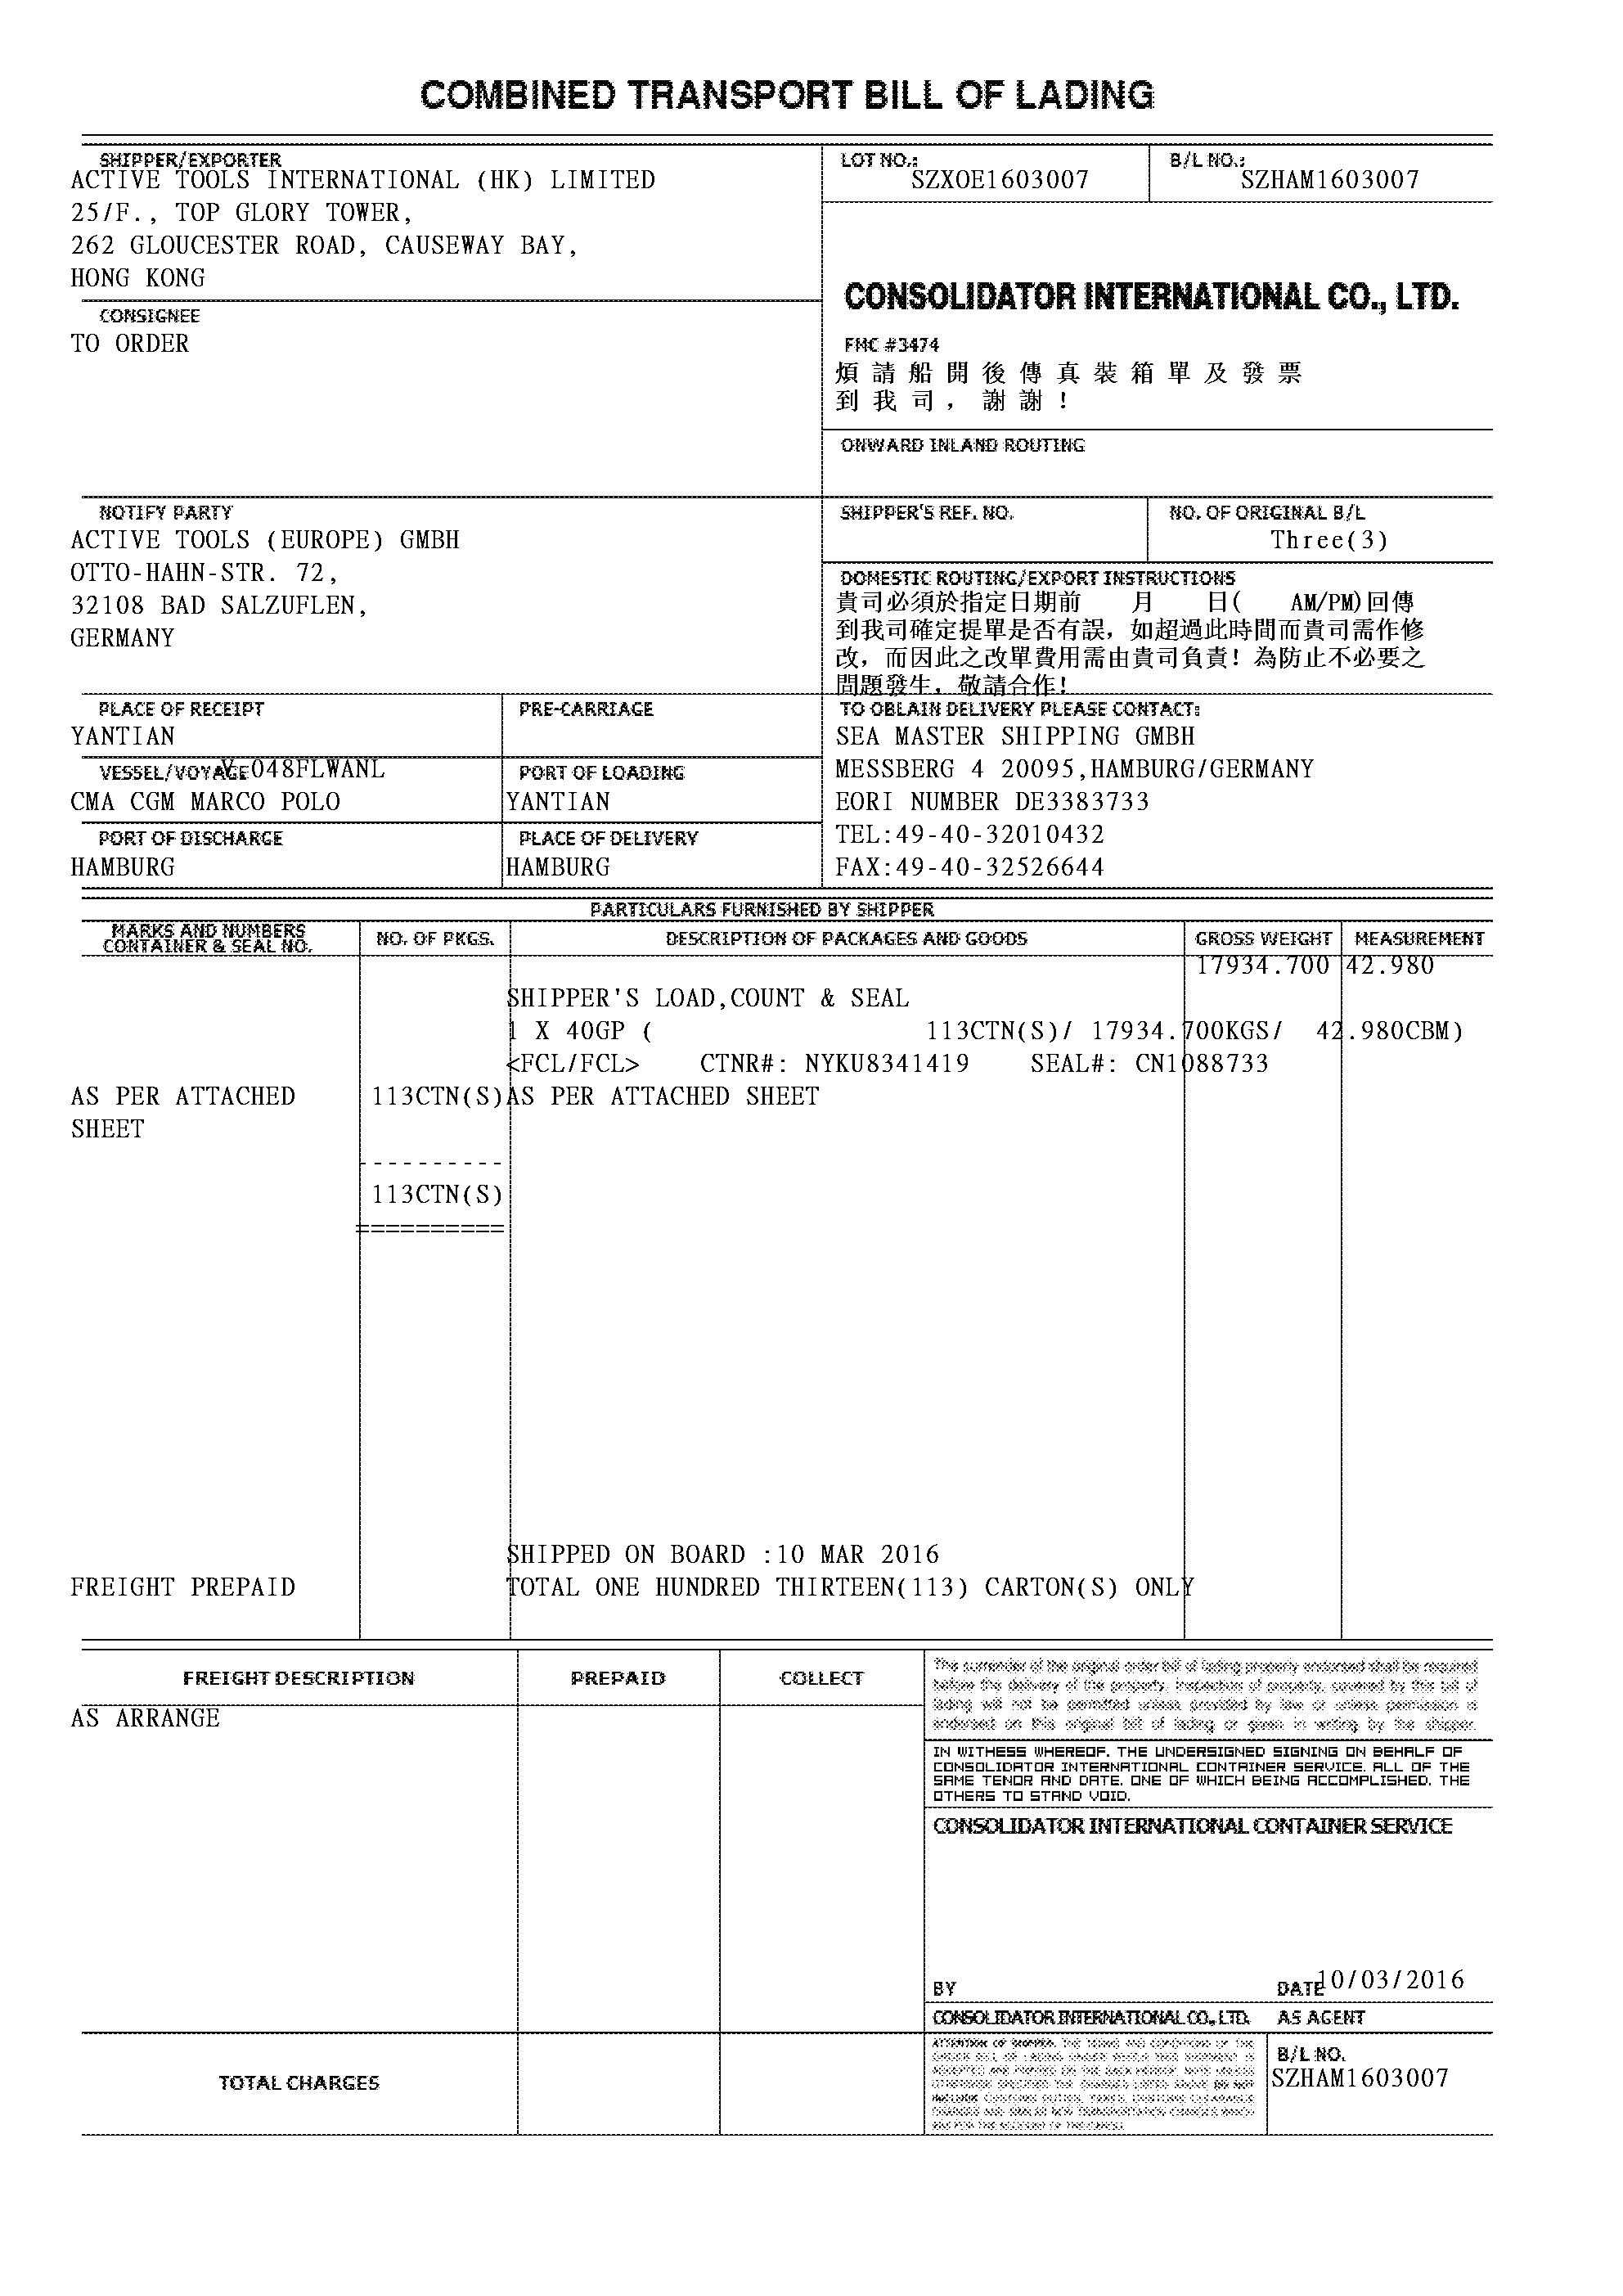 COMBINED TRANSPORT BILL OF LADING
SHIPPER/EXPORTER
ACTIVE TOOLS INTERNATIONAL (HK) LIMITED
25/F., TOP GLORY TOWER,
262 GLOUCESTER ROAD, CAUSEWAY BAY,
HONG KONG
LOT NO.:
SZXOE1603007
B/L NO.:
SZHAM1603007
CONSOLIDATOR INTERNATIONAL CO., LTD.
FMC #3474
煩請船開後傳真裝箱單及發票
到我司，謝謝！
CONSIGNEE
TO ORDER
ONWARD INLAND ROUTING
NOTIFY PARTY
ACTIVE TOOLS (EUROPE) GMBH
OTTO-HAHN-STR. 72,
32108 BAD SALZUFLEN,
GERMANY
SHIPPER'S REF. NO.
NO. OF ORIGINAL B/L
Three(3)
DOMESTIC ROUTING/EXPORT INSTRUCTIONS
貴司必須於指定日期前 月 日( AM/PM)回傳
到我司確定提單是否有誤，如超過此時間而貴司需作修
改，而因此之改單費用需由貴司負責！為防止不必要之
問題發生，敬請合作！
PLACE OF RECEIPT
YANTIAN
PRE-CARRIAGE
VESSEL/VOYAGE V.048FLWANL
CMA CGM MARCO POLO
PORT OF LOADING
YANTIAN
PORT OF DISCHARGE
HAMBURG
PLACE OF DELIVERY
HAMBURG
TO OBLAIN DELIVERY PLEASE CONTACT:
SEA MASTER SHIPPING GMBH
MESSBERG 4 20095,HAMBURG/GERMANY
EORI NUMBER DE3383733
TEL:49-40-32010432
FAX:49-40-32526644
PARTICULARS FURNISHED BY SHIPPER
MARKS AND NUMBERS
CONTAINER & SEAL NO.
NO. OF PKGS.
DESCRIPTION OF PACKAGES AND GOODS
GROSS WEIGHT
MEASUREMENT
17934.700 42.980
SHIPPER'S LOAD,COUNT & SEAL
1 X 40GP ( 113CTN(S)/ 17934.700KGS/ 42.980CBM)
<FCL/FCL> CTNR#: NYKU8341419 SEAL#: CN1088733
AS PER ATTACHED 113CTN(S) AS PER ATTACHED SHEET
SHEET
----------
113CTN(S)
==========
SHIPPED ON BOARD :10 MAR 2016
FREIGHT PREPAID TOTAL ONE HUNDRED THIRTEEN(113) CARTON(S) ONLY
FREIGHT DESCRIPTION
PREPAID
COLLECT
AS ARRANGE
The surrender of the original order bill of lading properly endorsed shall be required
before the delivery of the property. Inspection of property covered by this bill of
lading will not be permitted unless provided by law or unless permission is
endorsed on this original bill of lading or given in writing by the shipper.
IN WITHESS WHEREOF. THE UNDERSIGNED SIGNING ON BEHALF OF
CONSOLIDATOR INTERNATIONAL CONTAINER SERVICE. ALL OF THE
SAME TENOR AND DATE. ONE OF WHICH BEING ACCOMPLISHED. THE
OTHERS TO STAND VOID.
CONSOLIDATOR INTERNATIONAL CONTAINER SERVICE
BY
DATE 10/03/2016
CONSOLIDATOR INTERNATIONAL CO., LTD. AS AGENT
TOTAL CHARGES
B/L NO.
SZHAM1603007